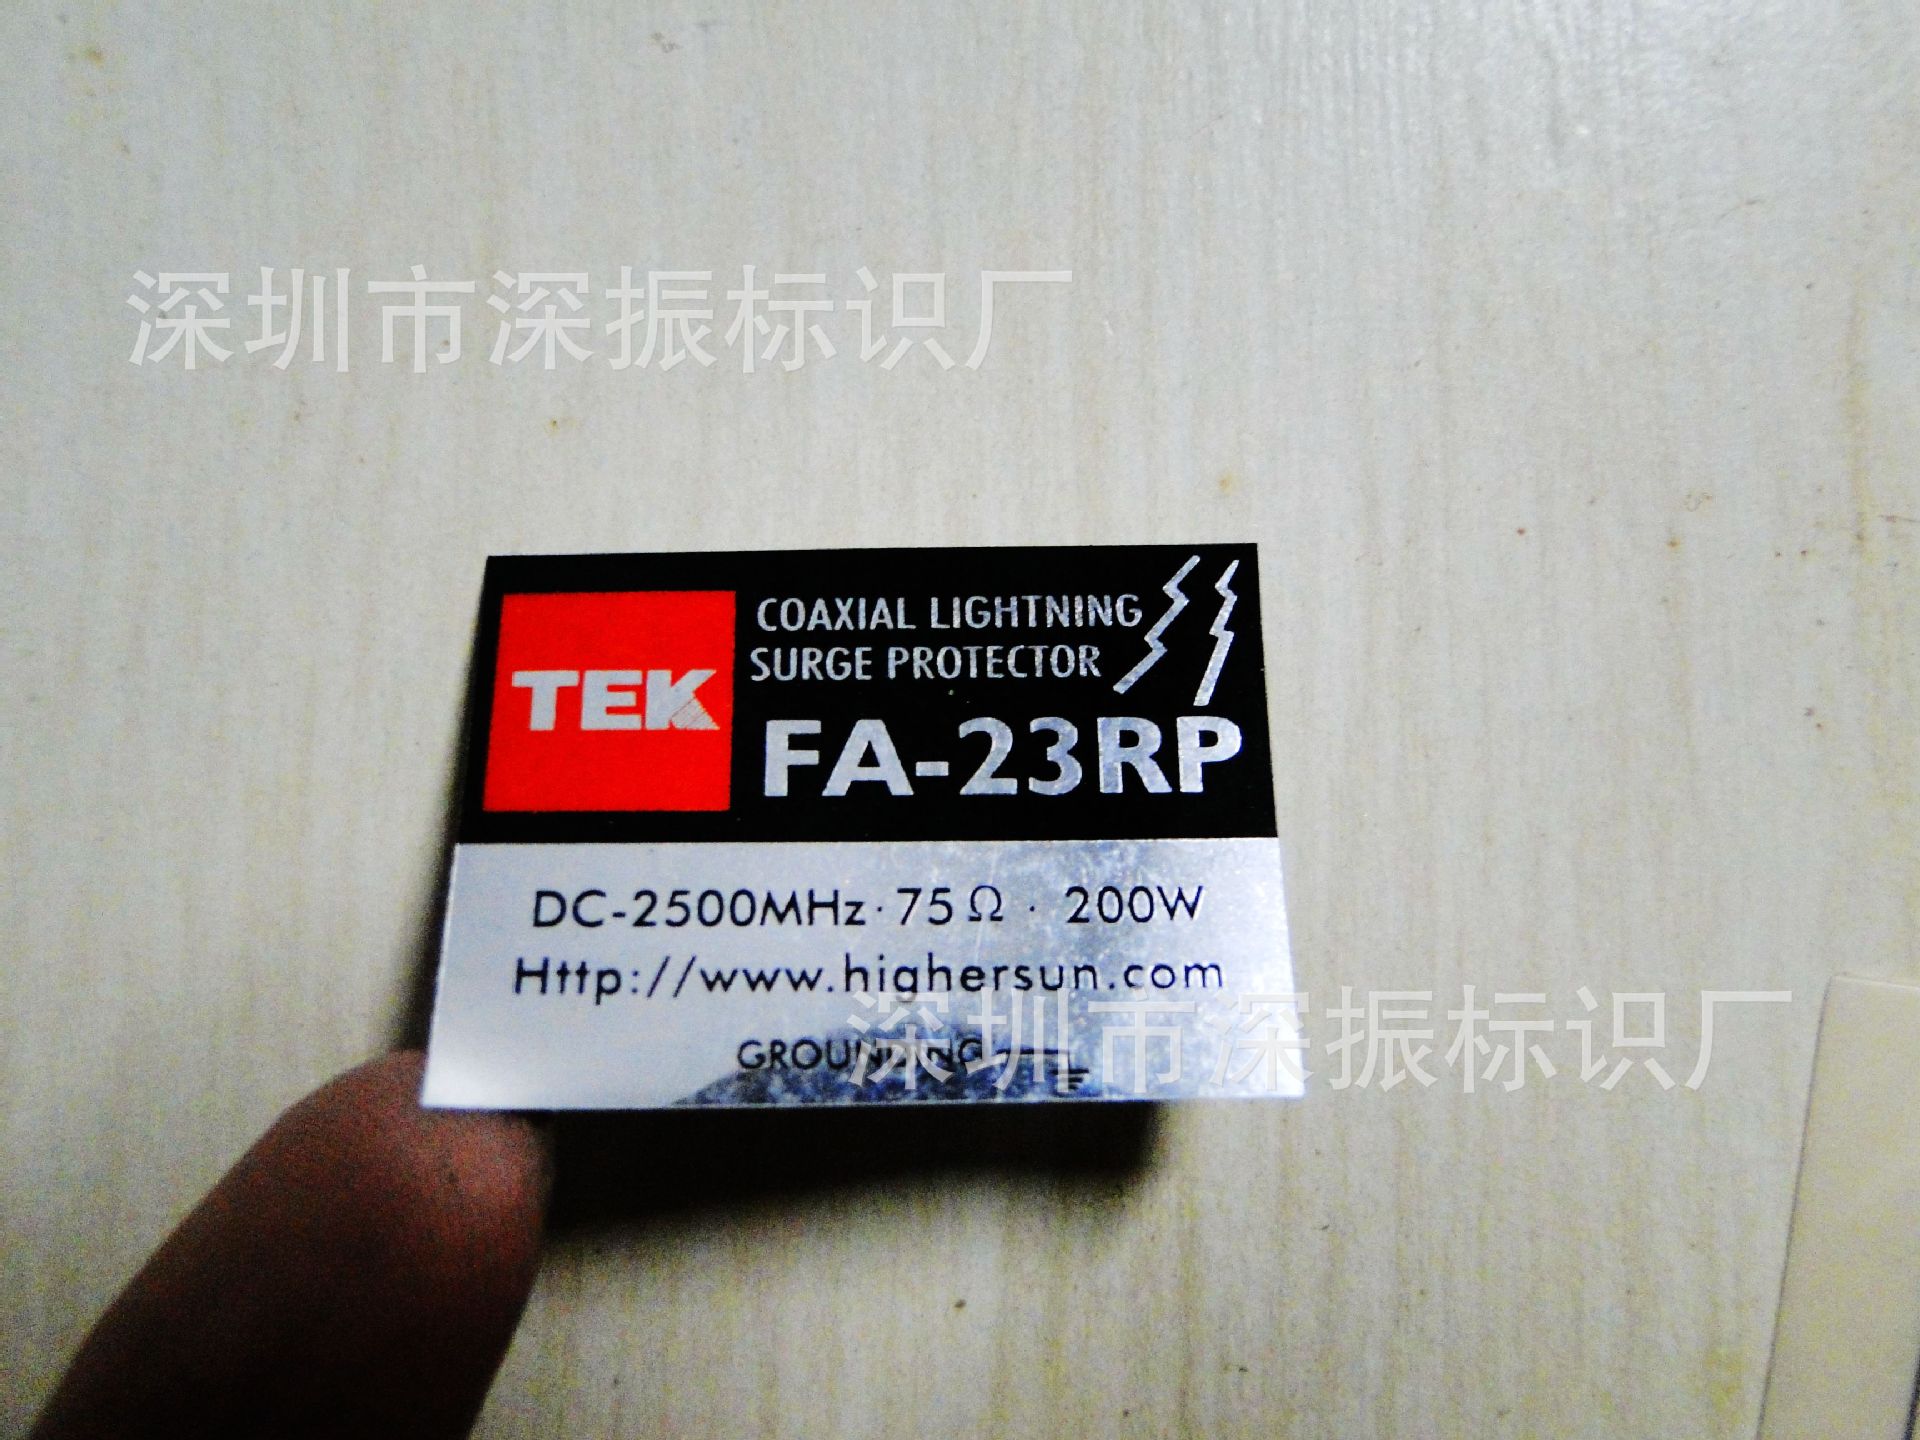 深圳市深振标识厂
COAXIAL LIGHTNING
SURGE PROTECTOR
TEK
FA-23RP
DC-2500MHz·75Ω·200W
Http://www.highersun.com
深圳市深振标识厂
GROUNDING